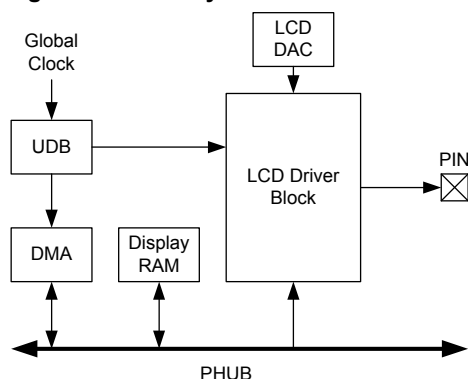 Global
Clock
LCD
DAC
UDB
LCD Driver
Block
PIN
DMA
Display
RAM
PHUB